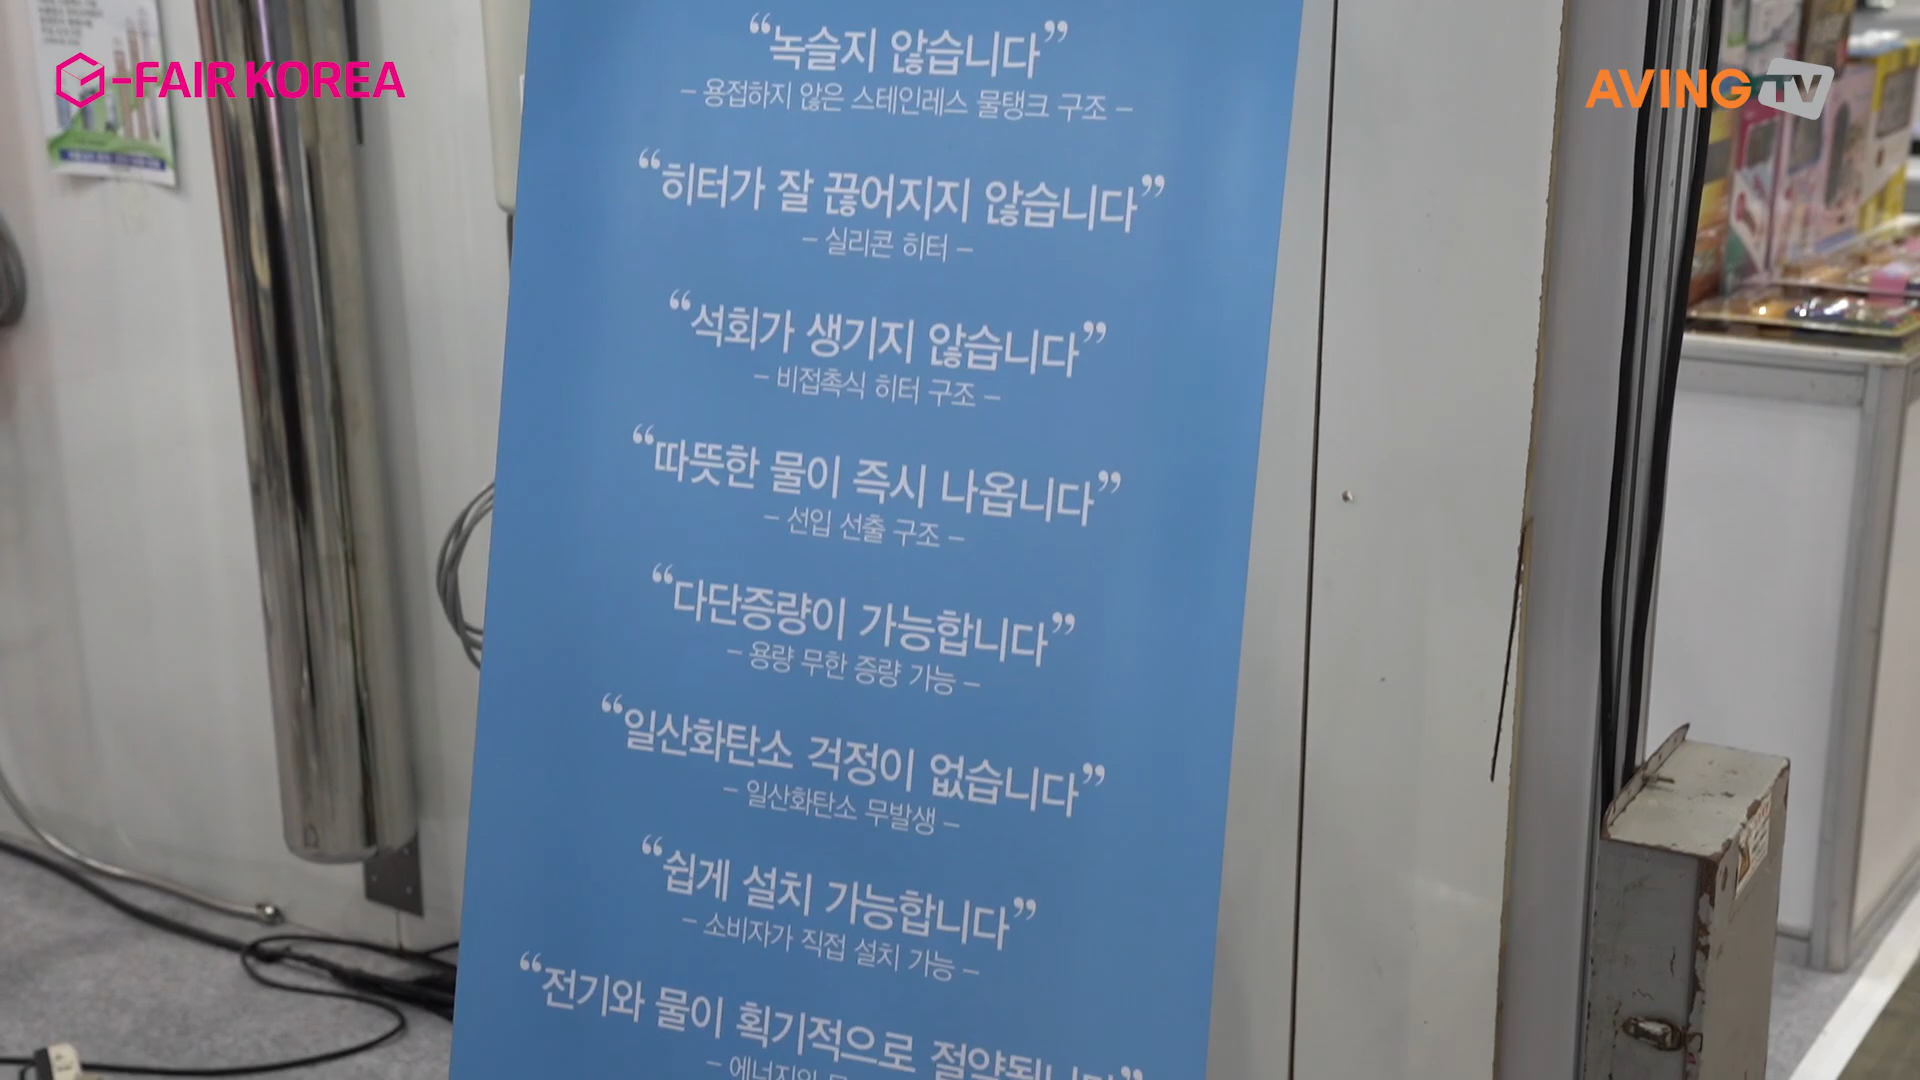 G-FAIR KOREA
AVING TV
“녹슬지 않습니다”
– 용접하지 않은 스테인레스 물탱크 구조 –
“히터가 잘 끊어지지 않습니다”
– 실리콘 히터 –
“석회가 생기지 않습니다”
– 비접촉식 히터 구조 –
“따뜻한 물이 즉시 나옵니다”
– 선입 선출 구조 –
“다단증량이 가능합니다”
– 용량 무한 증량 가능 –
“일산화탄소 걱정이 없습니다”
– 일산화탄소 무발생 –
“쉽게 설치 가능합니다”
– 소비자가 직접 설치 가능 –
“전기와 물이 획기적으로 절약됩니다”
– 에너지와